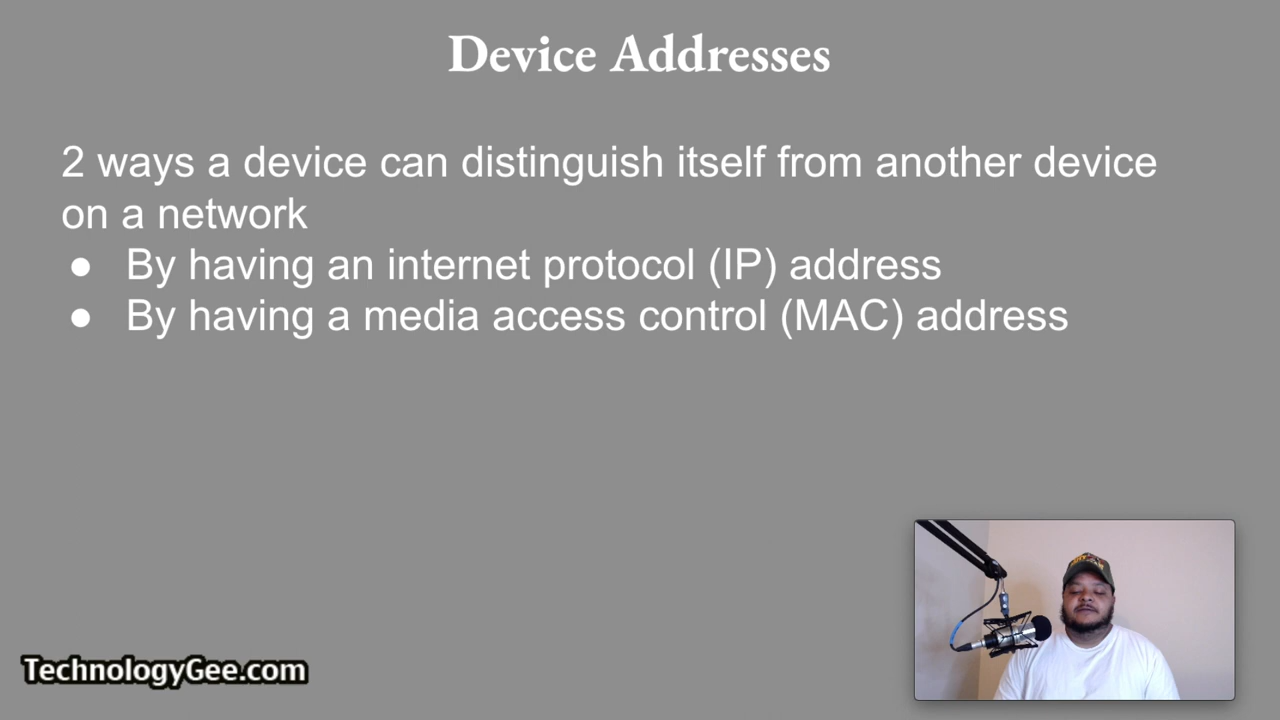 Device Addresses
2 ways a device can distinguish itself from another device
on a network
● By having an internet protocol (IP) address
● By having a media access control (MAC) address
TechnologyGee.com